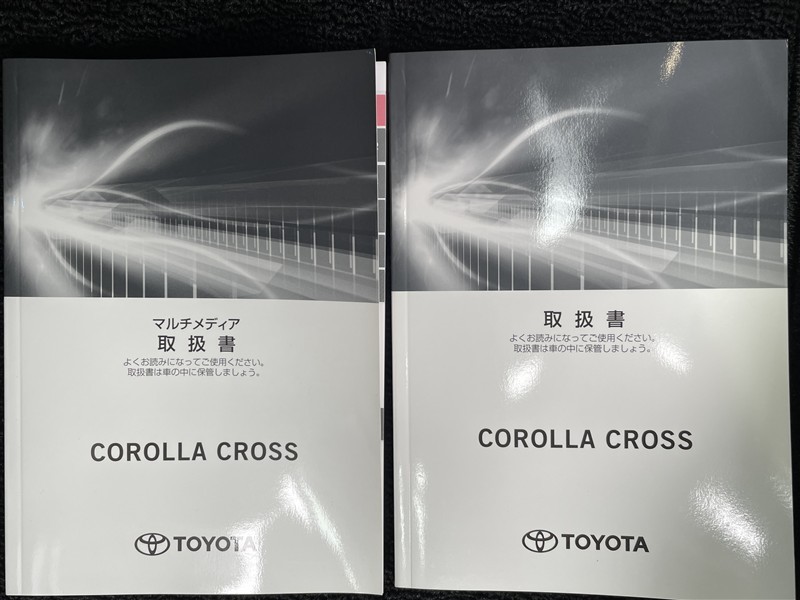 マルチメディア
取扱書
よくお読みになってご使用ください。
取扱書は車の中に保管しましょう。
COROLLA CROSS
TOYOTA
取扱書
よくお読みになってご使用ください。
取扱書は車の中に保管しましょう。
COROLLA CROSS
TOYOTA